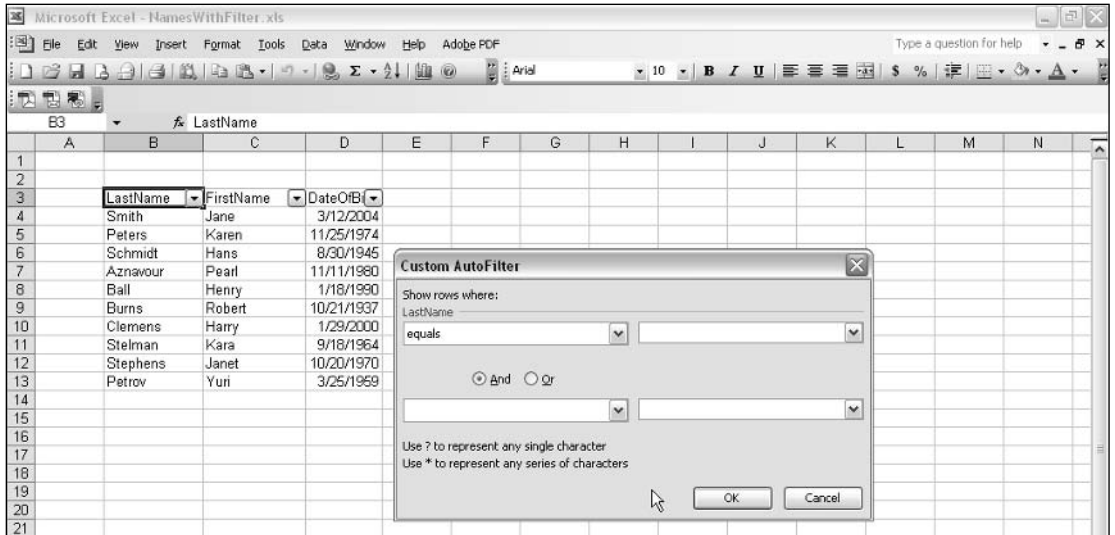 Microsoft Excel - NamesWithFilter.xls
File Edit View Insert Format Tools Data Window Help Adobe PDF Type a question for help
Σ Arial 10 B I U $ % A
B3 fx LastName
A B C D E F G H I J K L M N
1
2
3 LastName FirstName DateOfBi
4 Smith Jane 3/12/2004
5 Peters Karen 11/25/1974
6 Schmidt Hans 8/30/1945
7 Aznavour Pearl 11/11/1980
8 Ball Henry 1/18/1990
9 Burns Robert 10/21/1937
10 Clemens Harry 1/29/2000
11 Stelman Kara 9/18/1964
12 Stephens Janet 10/20/1970
13 Petrov Yuri 3/25/1959
14
15
16
17
18
19
20
21
Custom AutoFilter
Show rows where:
LastName
equals
And Or
Use ? to represent any single character
Use * to represent any series of characters
OK Cancel